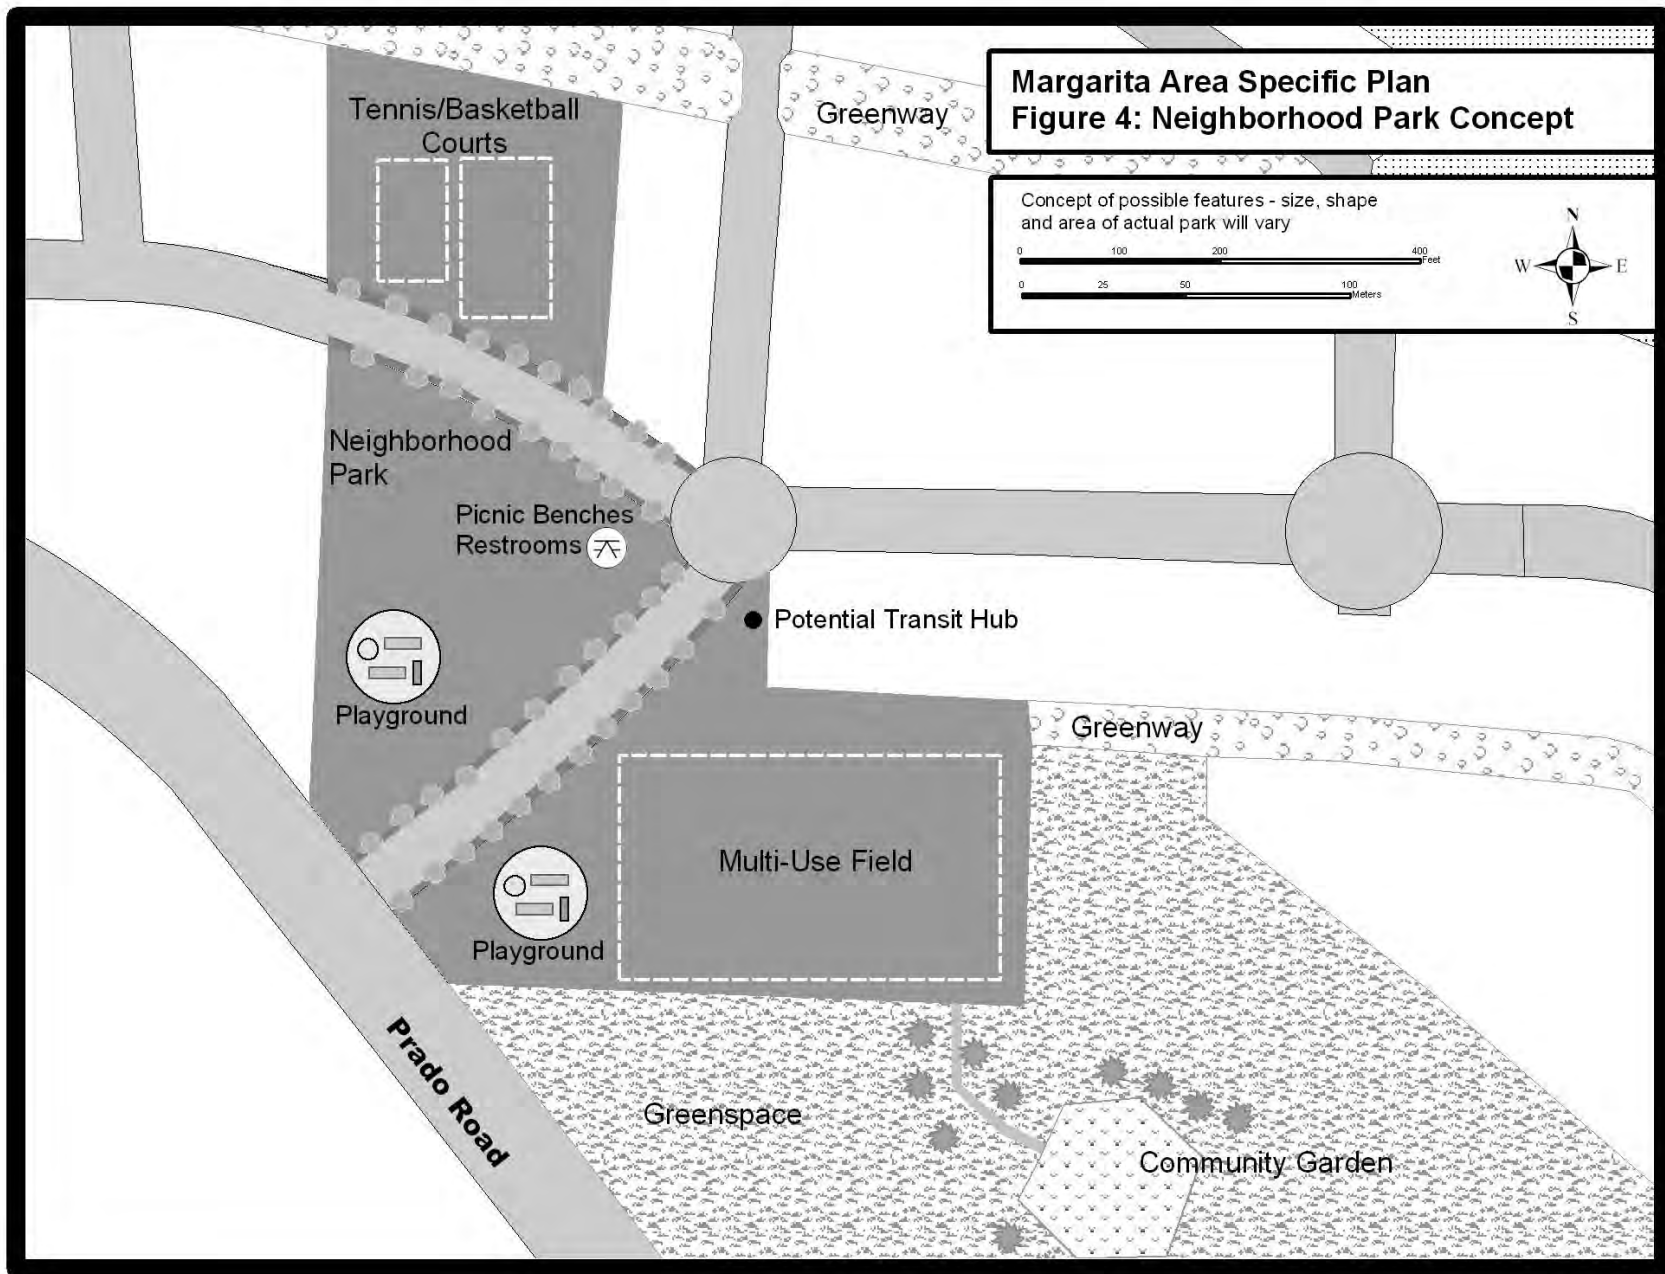 Margarita Area Specific Plan
Figure 4: Neighborhood Park Concept
Concept of possible features - size, shape
and area of actual park will vary
0 100 200 400
Feet
0 25 50 100
Meters
N
W E
S
Tennis/Basketball
Courts
Greenway
Neighborhood
Park
Picnic Benches
Restrooms
Potential Transit Hub
Playground
Greenway
Multi-Use Field
Playground
Prado Road
Greenspace
Community Garden